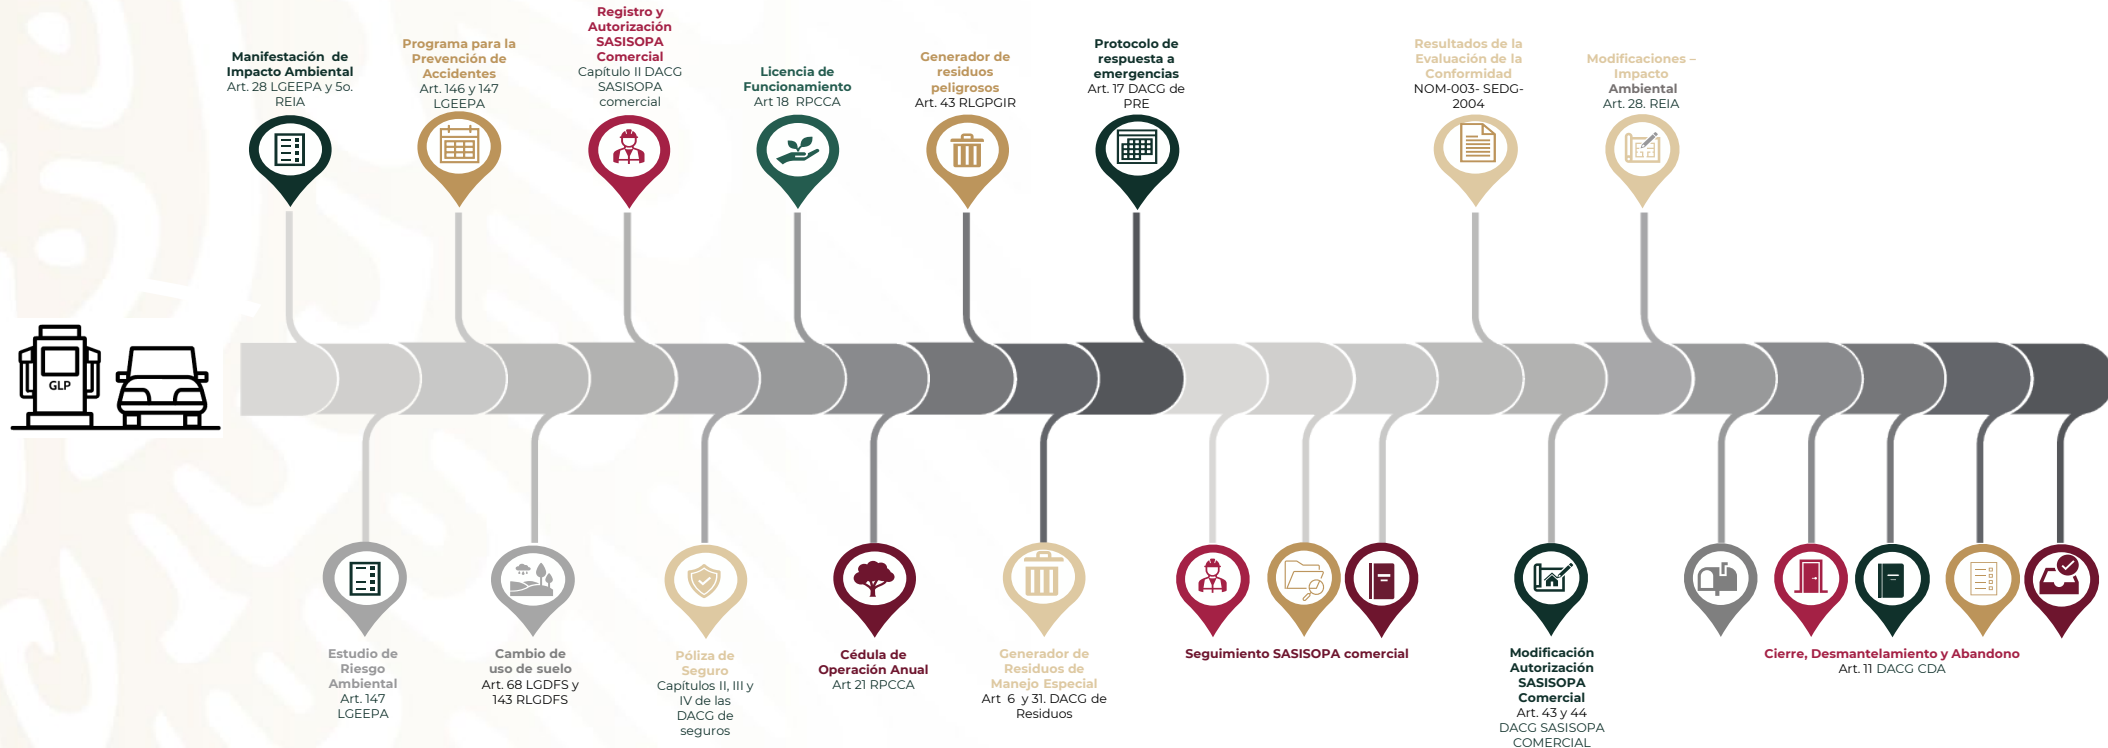 Manifestación de
Impacto Ambiental
Art. 28 LGEEPA y 5o.
REIA
Programa para la
Prevención de
Accidentes
Art. 146 y 147
LGEEPA
Registro y
Autorización
SASISOPA
Comercial
Capítulo II DACG
SASISOPA
comercial
Licencia de
Funcionamiento
Art 18 RPCCA
Generador de
residuos
peligrosos
Art. 43 RLGPGIR
Protocolo de
respuesta a
emergencias
Art. 17 DACG de
PRE
Resultados de la
Evaluación de la
Conformidad
NOM-003- SEDG-
2004
Modificaciones –
Impacto
Ambiental
Art. 28. REIA
GLP
Estudio de
Riesgo
Ambiental
Art. 147
LGEEPA
Cambio de
uso de suelo
Art. 68 LGDFS y
143 RLGDFS
Póliza de
Seguro
Capítulos II, III y
IV de las
DACG de
seguros
Cédula de
Operación Anual
Art 21 RPCCA
Generador de
Residuos de
Manejo Especial
Art 6 y 31. DACG de
Residuos
Seguimiento SASISOPA comercial
Modificación
Autorización
SASISOPA
Comercial
Art. 43 y 44
DACG SASISOPA
COMERCIAL
Cierre, Desmantelamiento y Abandono
Art. 11 DACG CDA